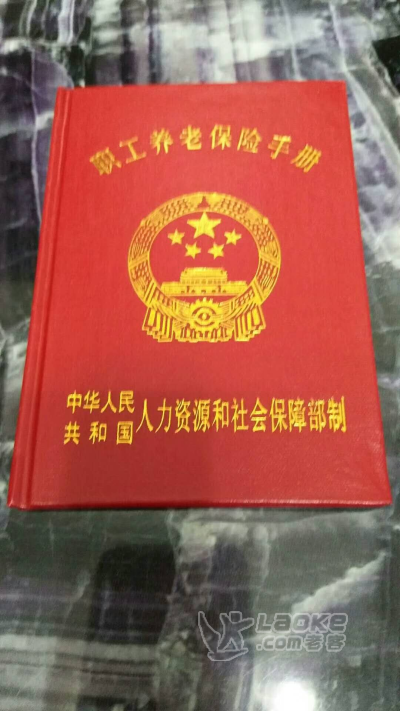 职工养老保险手册
中华人民
共和国
人力资源和社会保障部制
LAOKE
.com老客